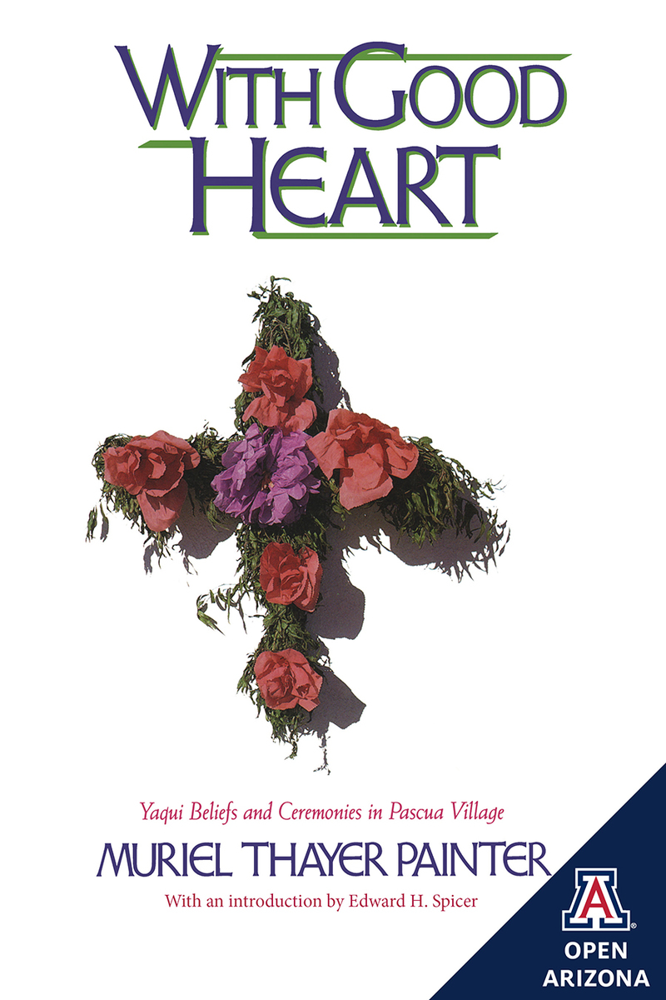 WITH GOOD
HEART
Yaqui Beliefs and Ceremonies in Pascua Village
MURIEL THAYER PAINTER
With an introduction by Edward H. Spicer
A®
OPEN
ARIZONA